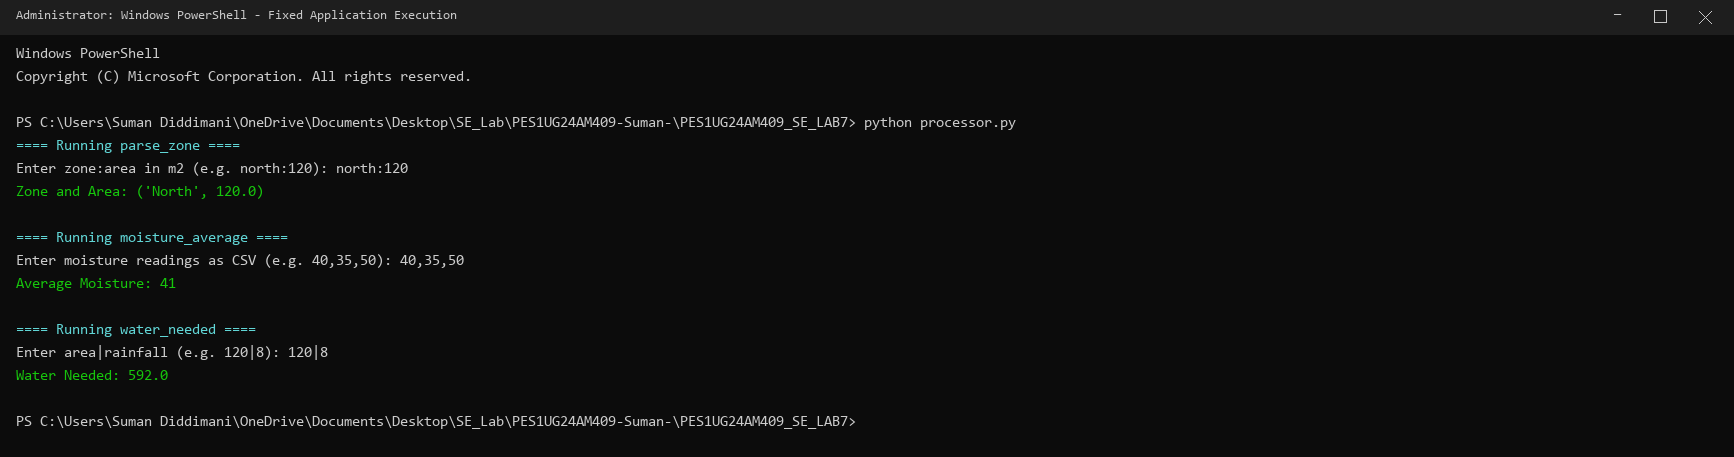 Administrator: Windows PowerShell - Fixed Application Execution
Windows PowerShell
Copyright (C) Microsoft Corporation. All rights reserved.
PS C:\Users\Suman Diddimani\OneDrive\Documents\Desktop\SE_Lab\PES1UG24AM409-Suman-\PES1UG24AM409_SE_LAB7> python processor.py
==== Running parse_zone ====
Enter zone:area in m2 (e.g. north:120): north:120
Zone and Area: ('North', 120.0)
==== Running moisture_average ====
Enter moisture readings as CSV (e.g. 40,35,50): 40,35,50
Average Moisture: 41
==== Running water_needed ====
Enter area|rainfall (e.g. 120|8): 120|8
Water Needed: 592.0
PS C:\Users\Suman Diddimani\OneDrive\Documents\Desktop\SE_Lab\PES1UG24AM409-Suman-\PES1UG24AM409_SE_LAB7>